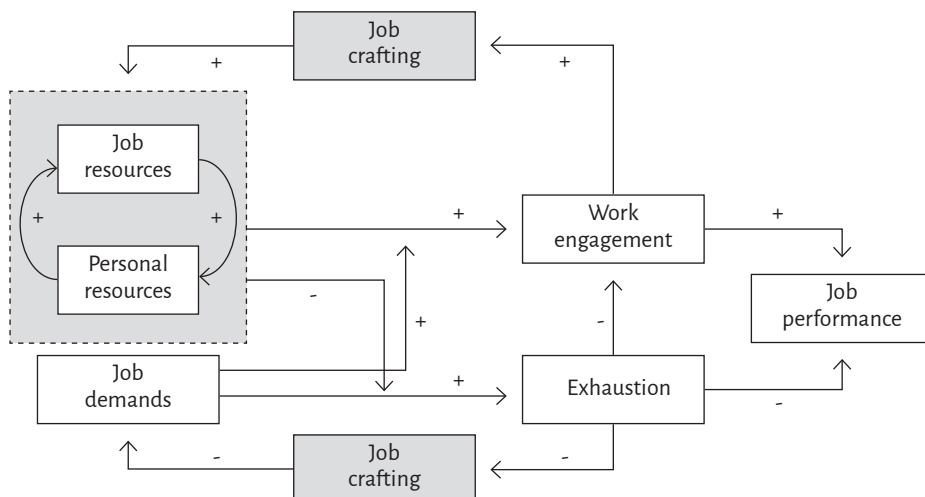 Job
crafting
+
+
Job
resources
+
+
Personal
resources
+
-
+
Work
engagement
+
Job
performance
-
Job
demands
+
Exhaustion
-
Job
crafting
-
-